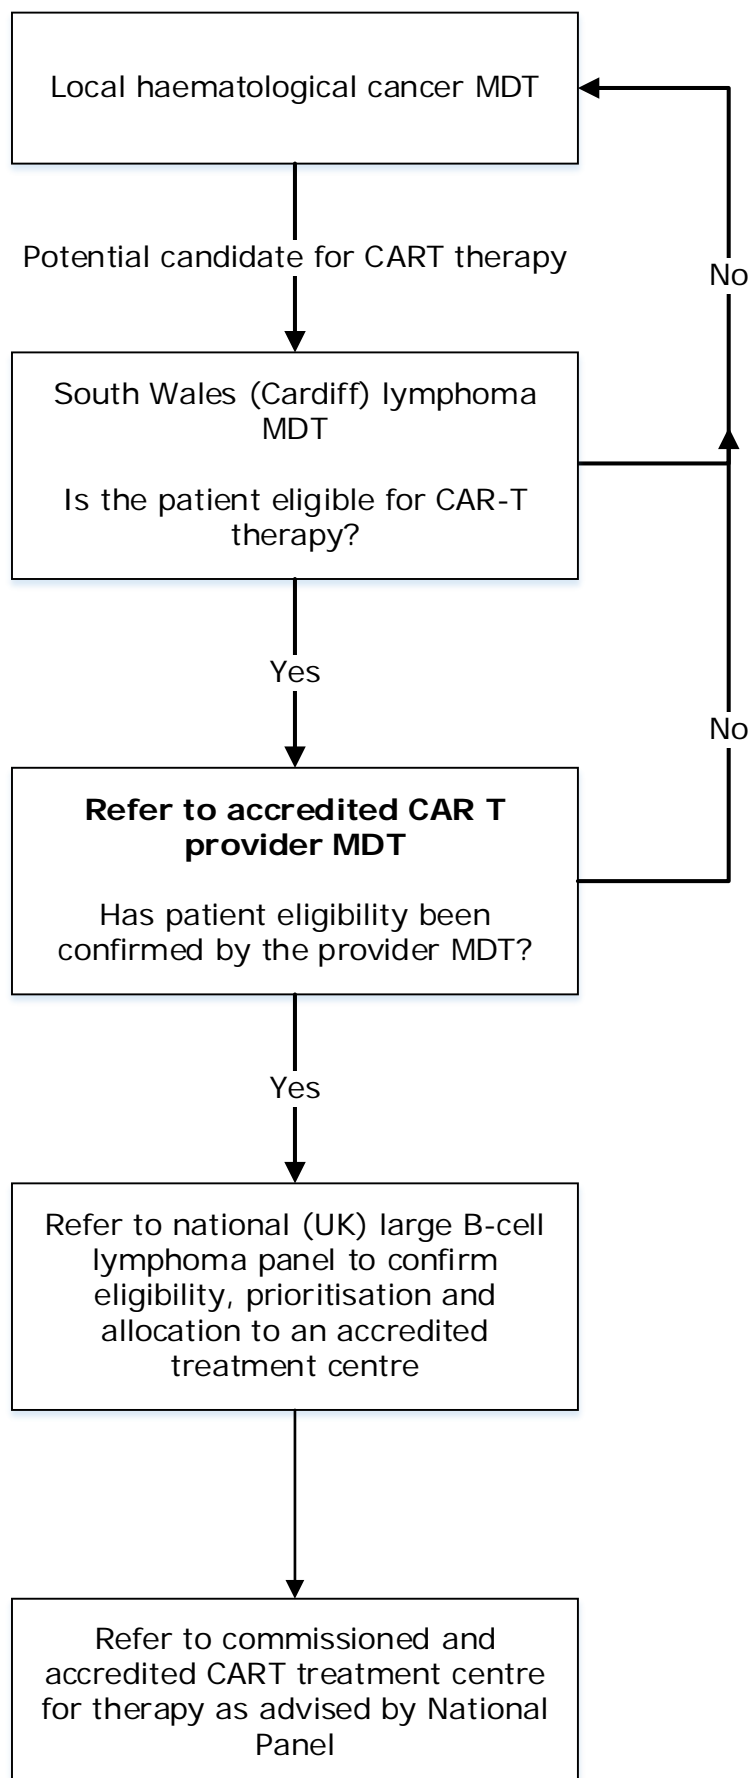 Local haematological cancer MDT
Potential candidate for CART therapy
No
South Wales (Cardiff) lymphoma
MDT
Is the patient eligible for CAR-T
therapy?
Yes
No
Refer to accredited CAR T
provider MDT
Has patient eligibility been
confirmed by the provider MDT?
Yes
Refer to national (UK) large B-cell
lymphoma panel to confirm
eligibility, prioritisation and
allocation to an accredited
treatment centre
Refer to commissioned and
accredited CART treatment centre
for therapy as advised by National
Panel